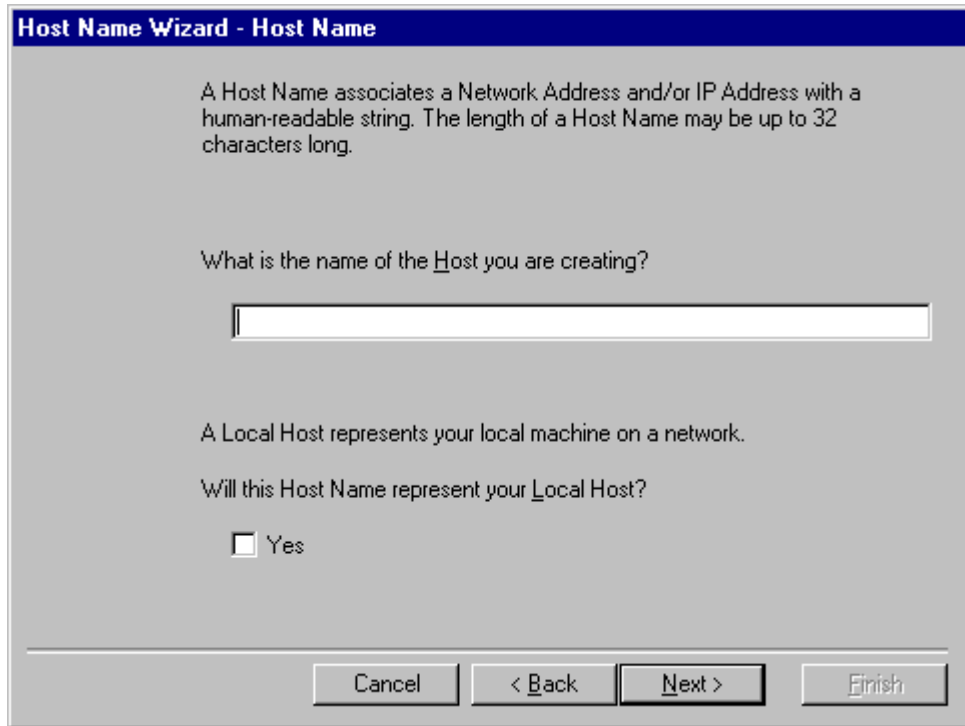 Host Name Wizard - Host Name
A Host Name associates a Network Address and/or IP Address with a
human-readable string. The length of a Host Name may be up to 32
characters long.
What is the name of the Host you are creating?
A Local Host represents your local machine on a network.
Will this Host Name represent your Local Host?
Yes
Cancel < Back Next > Finish